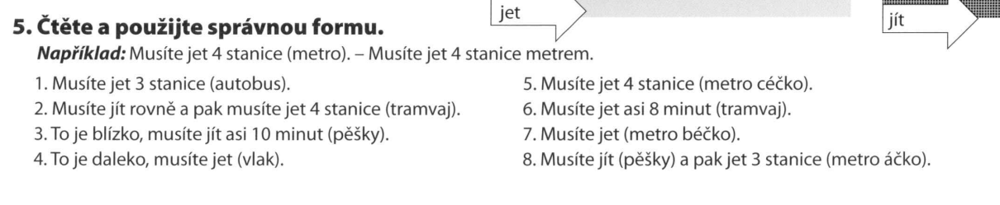 jet
jít
5. Čtěte a použijte správnou formu.
Například: Musíte jet 4 stanice (metro). – Musíte jet 4 stanice metrem.
1. Musíte jet 3 stanice (autobus).
2. Musíte jít rovně a pak musíte jet 4 stanice (tramvaj).
3. To je blízko, musíte jít asi 10 minut (pěšky).
4. To je daleko, musíte jet (vlak).
5. Musíte jet 4 stanice (metro céčko).
6. Musíte jet asi 8 minut (tramvaj).
7. Musíte jet (metro béčko).
8. Musíte jít (pěšky) a pak jet 3 stanice (metro áčko).